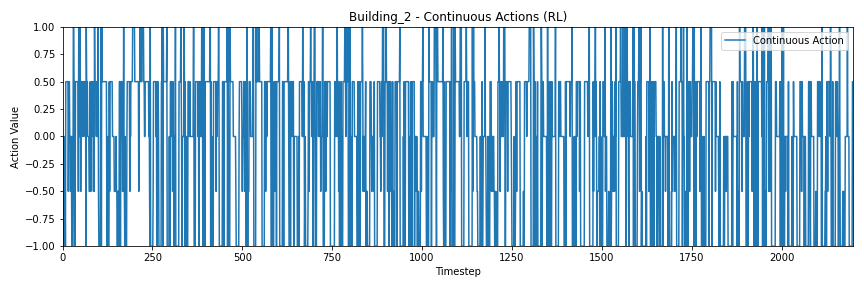 Building_2 - Continuous Actions (RL)
Continuous Action
Action Value
1.00
0.75
0.50
0.25
0.00
−0.25
−0.50
−0.75
−1.00
0 250 500 750 1000 1250 1500 1750 2000
Timestep